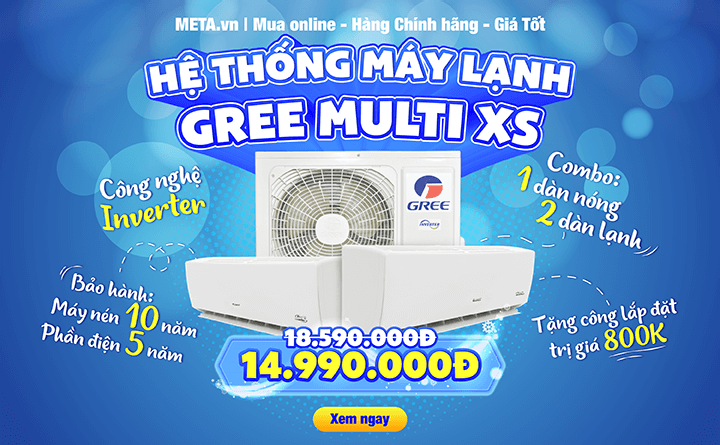 META.vn | Mua online - Hàng Chính hãng - Giá Tốt
HỆ THỐNG MÁY LẠNH
GREE MULTI XS
Công nghệ
Inverter
Combo:
1 dàn nóng
2 dàn lạnh
GREE
INVERTER
Bảo hành:
Máy nén 10 năm
Phần điện 5 năm
Tặng công lắp đặt
trị giá 800K
18.590.000Đ
14.990.000Đ
Xem ngay